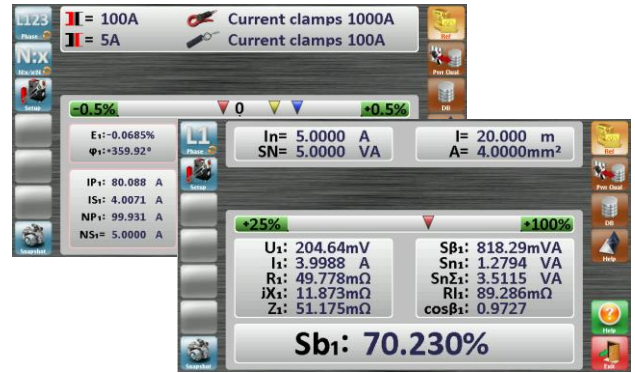 L123
Phase
= 100A
Current clamps 1000A
= 5A
Current clamps 100A
Ref
N:x
Nx:xN
Pwr Qual
Setup
DB
-0.5%
0
+0.5%
E₁:-0.0685%
φ₁:+359.92°
IP₁: 80.088 A
IS₁: 4.0071 A
NP₁: 99.931 A
NS₁= 5.0000 A
Snapshot
L1
Phase
In= 5.0000 A
SN= 5.0000 VA
l= 20.000 m
A= 4.0000mm²
Ref
Setup
Pwr Qual
DB
+25%
+100%
Help
U₁: 204.64mV
I₁: 3.9988 A
R₁: 49.778mΩ
jX₁: 11.873mΩ
Z₁: 51.175mΩ
Sβ₁: 818.29mVA
Sn₁: 1.2794 VA
SnΣ₁: 3.5115 VA
Rl₁: 89.286mΩ
cosβ₁: 0.9727
Help
Sb₁: 70.230%
Snapshot
Exit